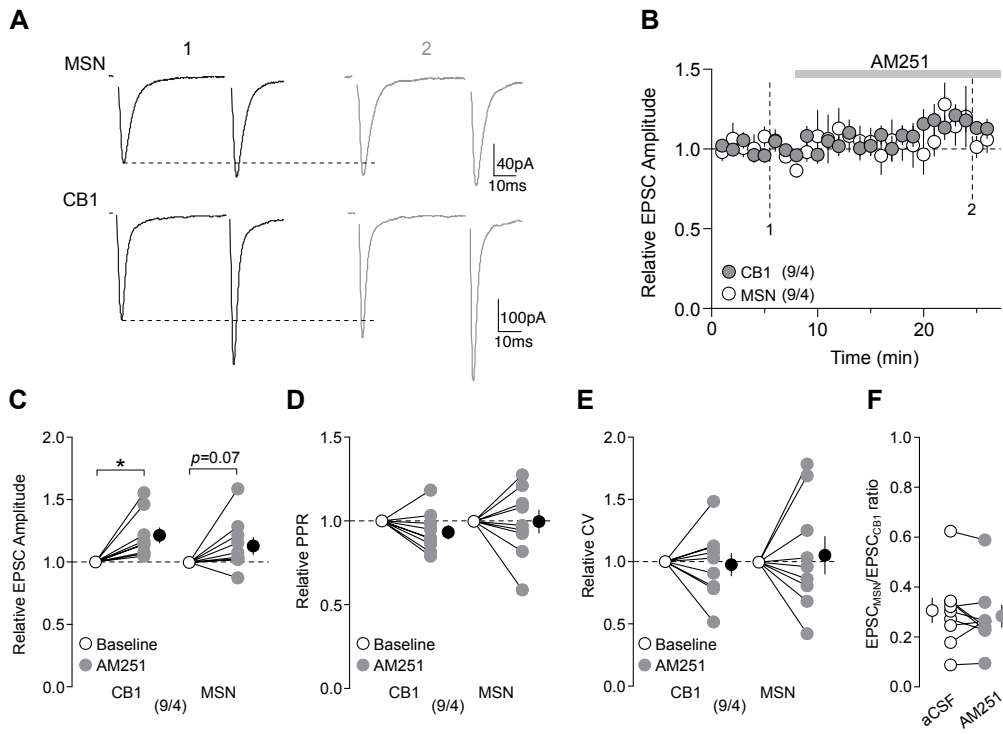 A
1
2
MSN
40pA
10ms
CB1
100pA
10ms
B
AM251
1.5
1.0
0.5
0.0
Relative EPSC Amplitude
1
2
CB1 (9/4)
MSN (9/4)
0
10
20
Time (min)
C
2.0
1.5
1.0
0.5
0.0
Relative EPSC Amplitude
*
p=0.07
Baseline
AM251
CB1
MSN
(9/4)
D
1.5
1.0
0.5
0.0
Relative PPR
Baseline
AM251
CB1
MSN
(9/4)
E
2.0
1.5
1.0
0.5
0.0
Relative CV
Baseline
AM251
CB1
MSN
(9/4)
F
1.0
0.8
0.6
0.4
0.2
0.0
EPSCMSN/EPSCCB1 ratio
aCSF
AM251